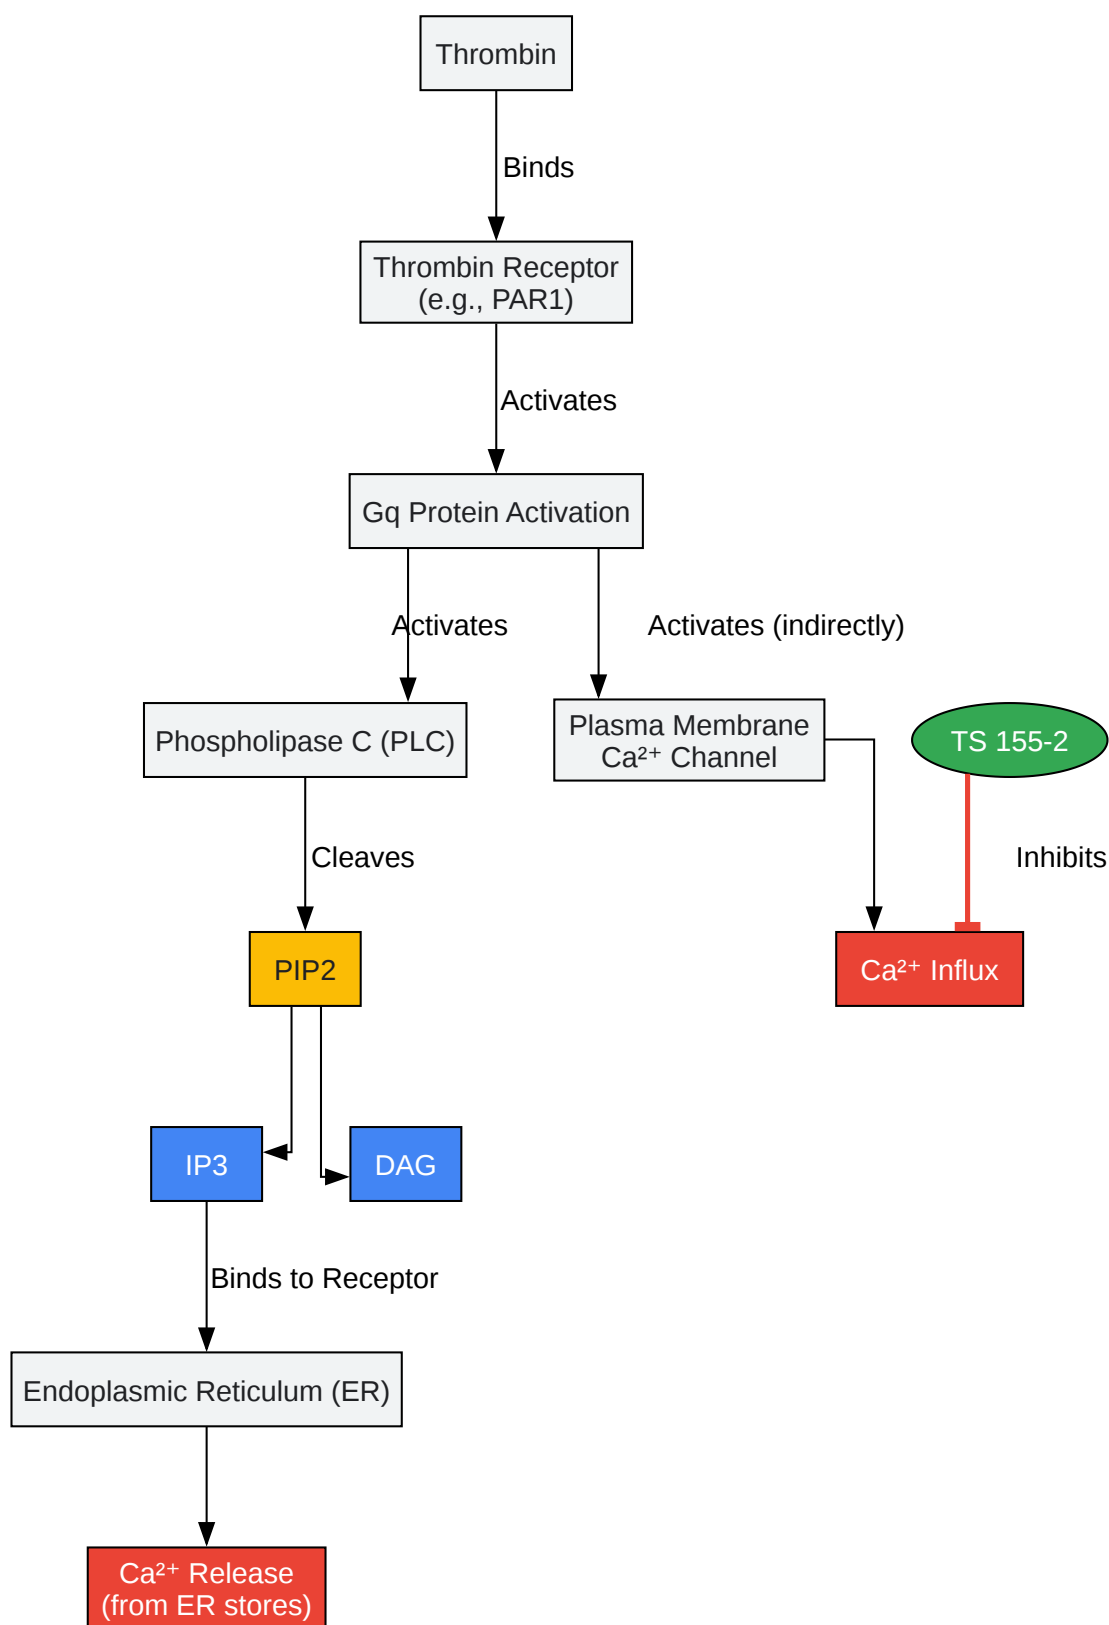 Thrombin
Binds
Thrombin Receptor
(e.g., PAR1)
Activates
Gq Protein Activation
Activates
Activates (indirectly)
Phospholipase C (PLC)
Plasma Membrane
Ca²⁺ Channel
TS 155-2
Cleaves
Inhibits
PIP2
Ca²⁺ Influx
IP3
DAG
Binds to Receptor
Endoplasmic Reticulum (ER)
Ca²⁺ Release
(from ER stores)